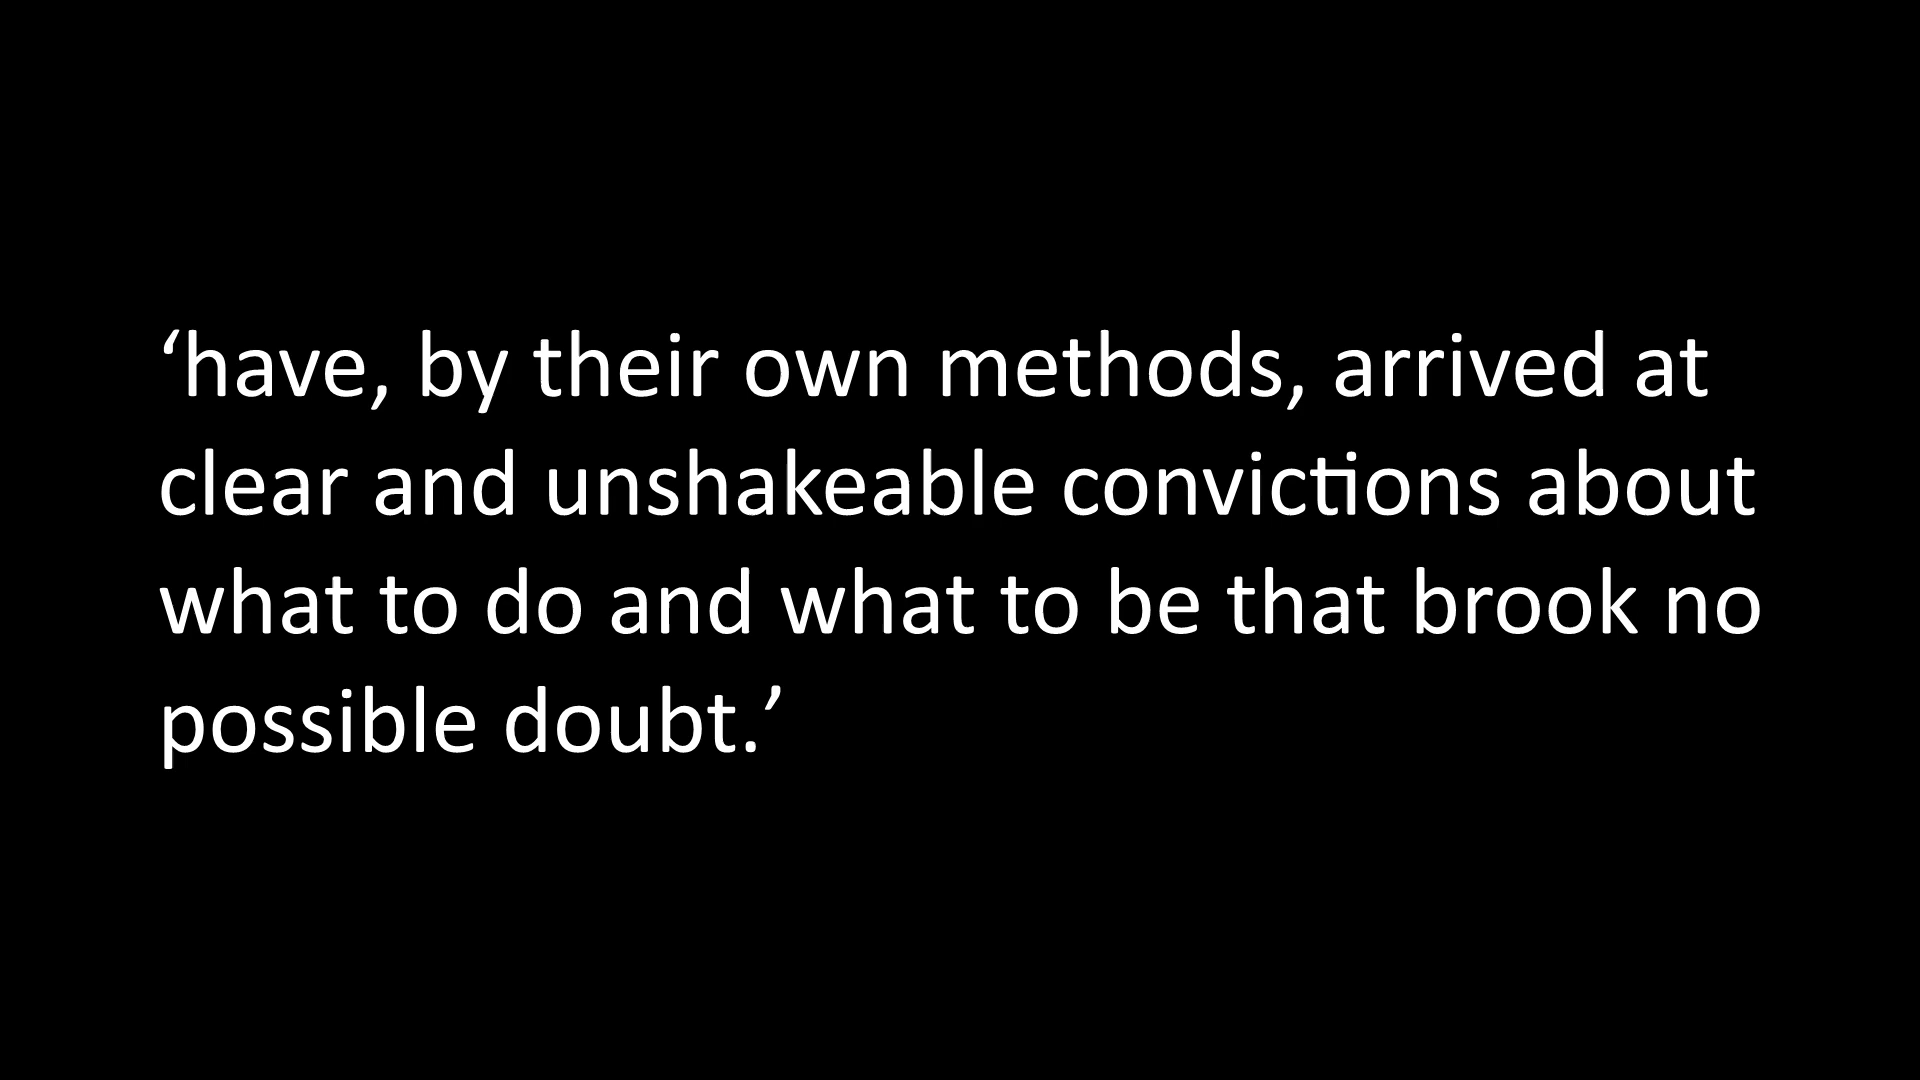 ‘have, by their own methods, arrived at
clear and unshakeable convictions about
what to do and what to be that brook no
possible doubt.’